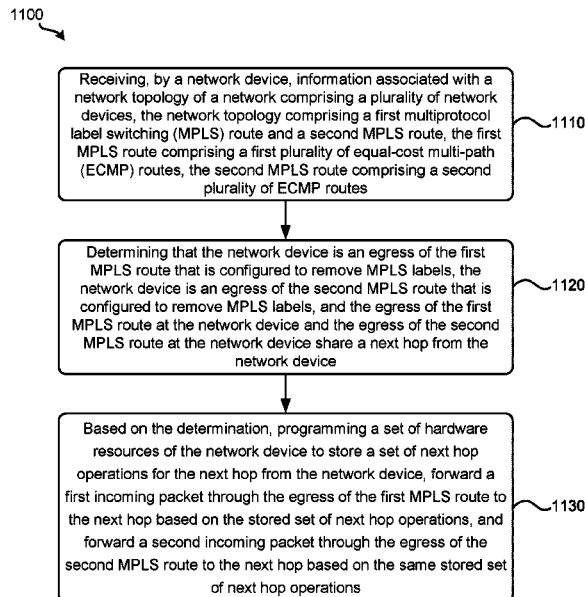 1100
Receiving, by a network device, information associated with a
network topology of a network comprising a plurality of network
devices, the network topology comprising a first multiprotocol
label switching (MPLS) route and a second MPLS route, the first
MPLS route comprising a first plurality of equal-cost multi-path
(ECMP) routes, the second MPLS route comprising a second
plurality of ECMP routes
1110
Determining that the network device is an egress of the first
MPLS route that is configured to remove MPLS labels, the
network device is an egress of the second MPLS route that is
configured to remove MPLS labels, and the egress of the first
MPLS route at the network device and the egress of the second
MPLS route at the network device share a next hop from the
network device
1120
Based on the determination, programming a set of hardware
resources of the network device to store a set of next hop
operations for the next hop from the network device, forward a
first incoming packet through the egress of the first MPLS route to
the next hop based on the stored set of next hop operations, and
forward a second incoming packet through the egress of the
second MPLS route to the next hop based on the same stored set
of next hop operations
1130